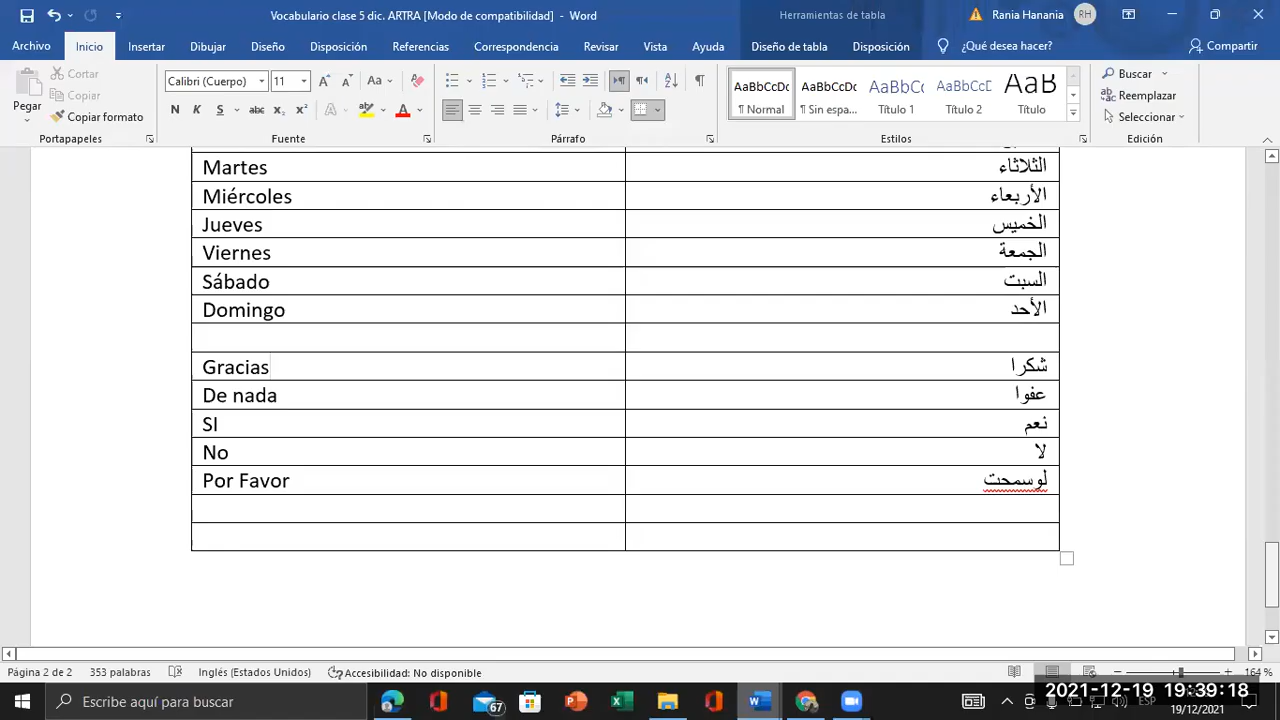 Vocabulario clase 5 dic. ARTRA [Modo de compatibilidad] - Word
Herramientas de tabla
Rania Hanania
RH
Archivo Inicio Insertar Dibujar Diseño Disposición Referencias Correspondencia Revisar Vista Ayuda Diseño de tabla Disposición ¿Qué desea hacer? Compartir
Pegar
Cortar
Copiar
Copiar formato
Portapapeles
Calibri (Cuerpo) 11
Fuente
Párrafo
AaBbCcDc ¶ Normal
AaBbCcDc ¶ Sin espa...
AaBbCc Título 1
AaBbCcD Título 2
AaB Título
Estilos
Buscar
Reemplazar
Seleccionar
Edición
Martes الثلاثاء
Miércoles الأربعاء
Jueves الخميس
Viernes الجمعة
Sábado السبت
Domingo الأحد
Gracias شكرا
De nada عفوا
SI نعم
No لا
Por Favor لوسمحت
Página 2 de 2 353 palabras Inglés (Estados Unidos) Accesibilidad: No disponible 164 %
Escribe aquí para buscar
67
ESP
2021-12-19 19:39:18
19/12/2021